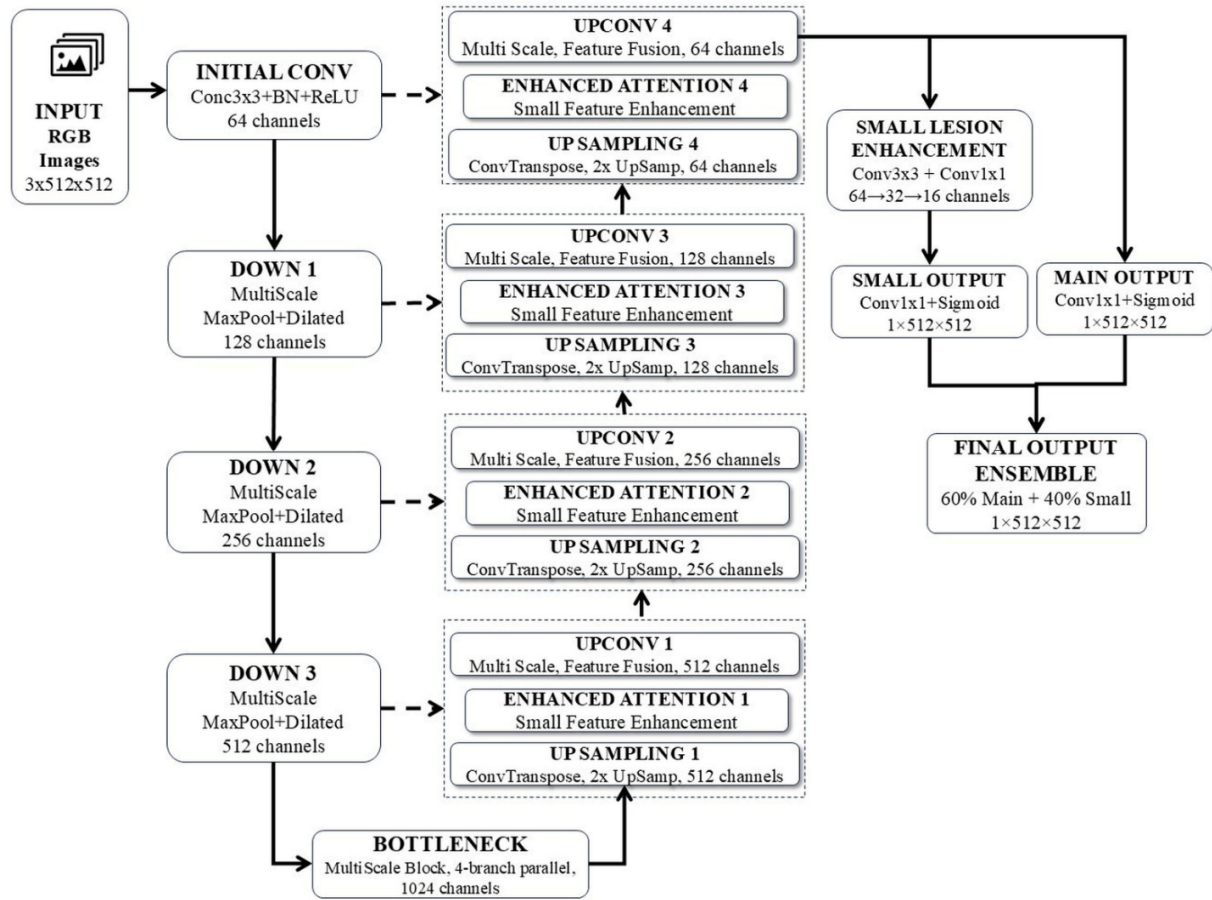 INPUT
RGB
Images
3x512x512
INITIAL CONV
Conc3x3+BN+ReLU
64 channels
DOWN 1
MultiScale
MaxPool+Dilated
128 channels
DOWN 2
MultiScale
MaxPool+Dilated
256 channels
DOWN 3
MultiScale
MaxPool+Dilated
512 channels
BOTTLENECK
MultiScale Block, 4-branch parallel,
1024 channels
UPCONV 4
Multi Scale, Feature Fusion, 64 channels
ENHANCED ATTENTION 4
Small Feature Enhancement
UP SAMPLING 4
ConvTranspose, 2x UpSamp, 64 channels
UPCONV 3
Multi Scale, Feature Fusion, 128 channels
ENHANCED ATTENTION 3
Small Feature Enhancement
UP SAMPLING 3
ConvTranspose, 2x UpSamp, 128 channels
UPCONV 2
Multi Scale, Feature Fusion, 256 channels
ENHANCED ATTENTION 2
Small Feature Enhancement
UP SAMPLING 2
ConvTranspose, 2x UpSamp, 256 channels
UPCONV 1
Multi Scale, Feature Fusion, 512 channels
ENHANCED ATTENTION 1
Small Feature Enhancement
UP SAMPLING 1
ConvTranspose, 2x UpSamp, 512 channels
SMALL LESION
ENHANCEMENT
Conv3x3 + Conv1x1
64→32→16 channels
SMALL OUTPUT
Conv1x1+Sigmoid
1×512×512
MAIN OUTPUT
Conv1x1+Sigmoid
1×512×512
FINAL OUTPUT
ENSEMBLE
60% Main + 40% Small
1×512×512